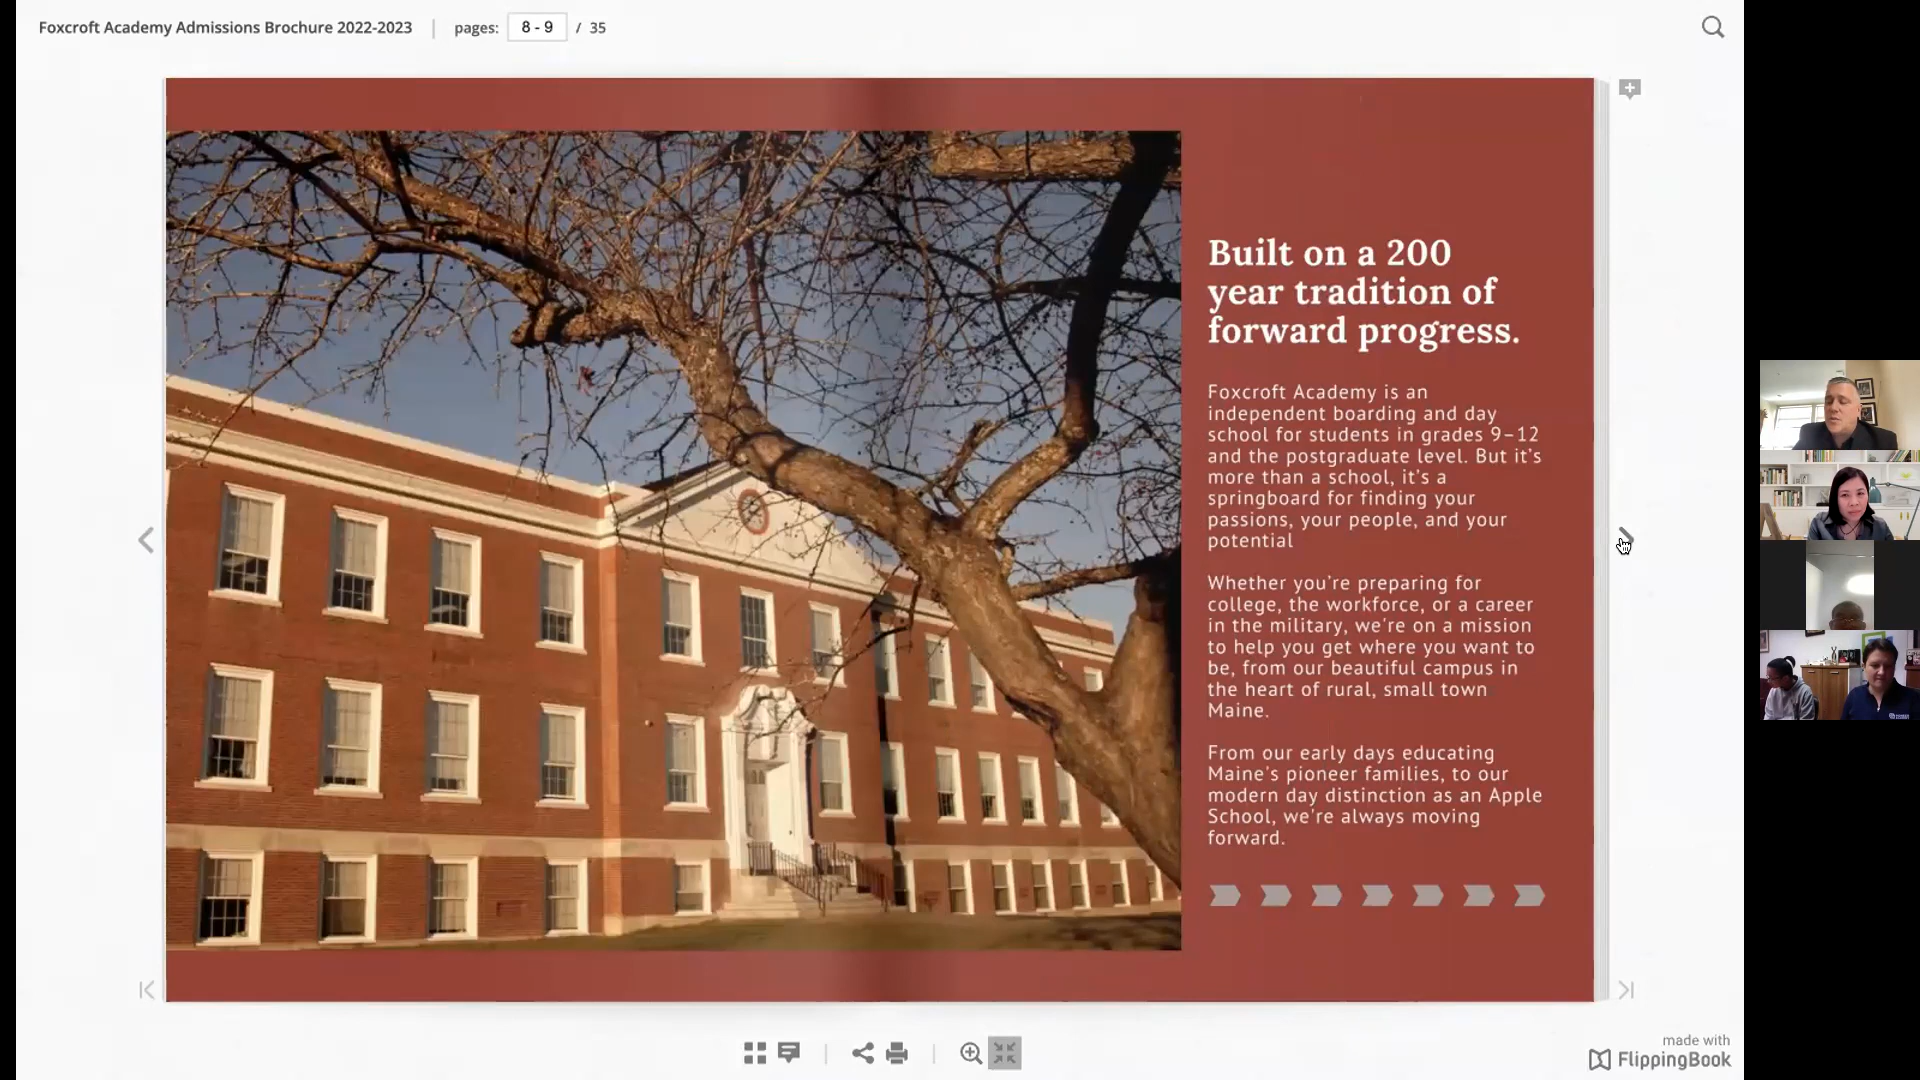 Foxcroft Academy Admissions Brochure 2022-2023
pages: 8 - 9 / 35
Built on a 200
year tradition of
forward progress.
Foxcroft Academy is an
independent boarding and day
school for students in grades 9–12
and the postgraduate level. But it's
more than a school, it's a
springboard for finding your
passions, your people, and your
potential
Whether you're preparing for
college, the workforce, or a career
in the military, we're on a mission
to help you get where you want to
be, from our beautiful campus in
the heart of rural, small town
Maine.
From our early days educating
Maine's pioneer families, to our
modern day distinction as an Apple
School, we're always moving
forward.
made with
FlippingBook